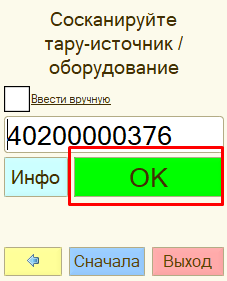 Сосканируйте
тару-источник /
оборудование
Ввести вручную
40200000376
Инфо
OK
Сначала
Выход